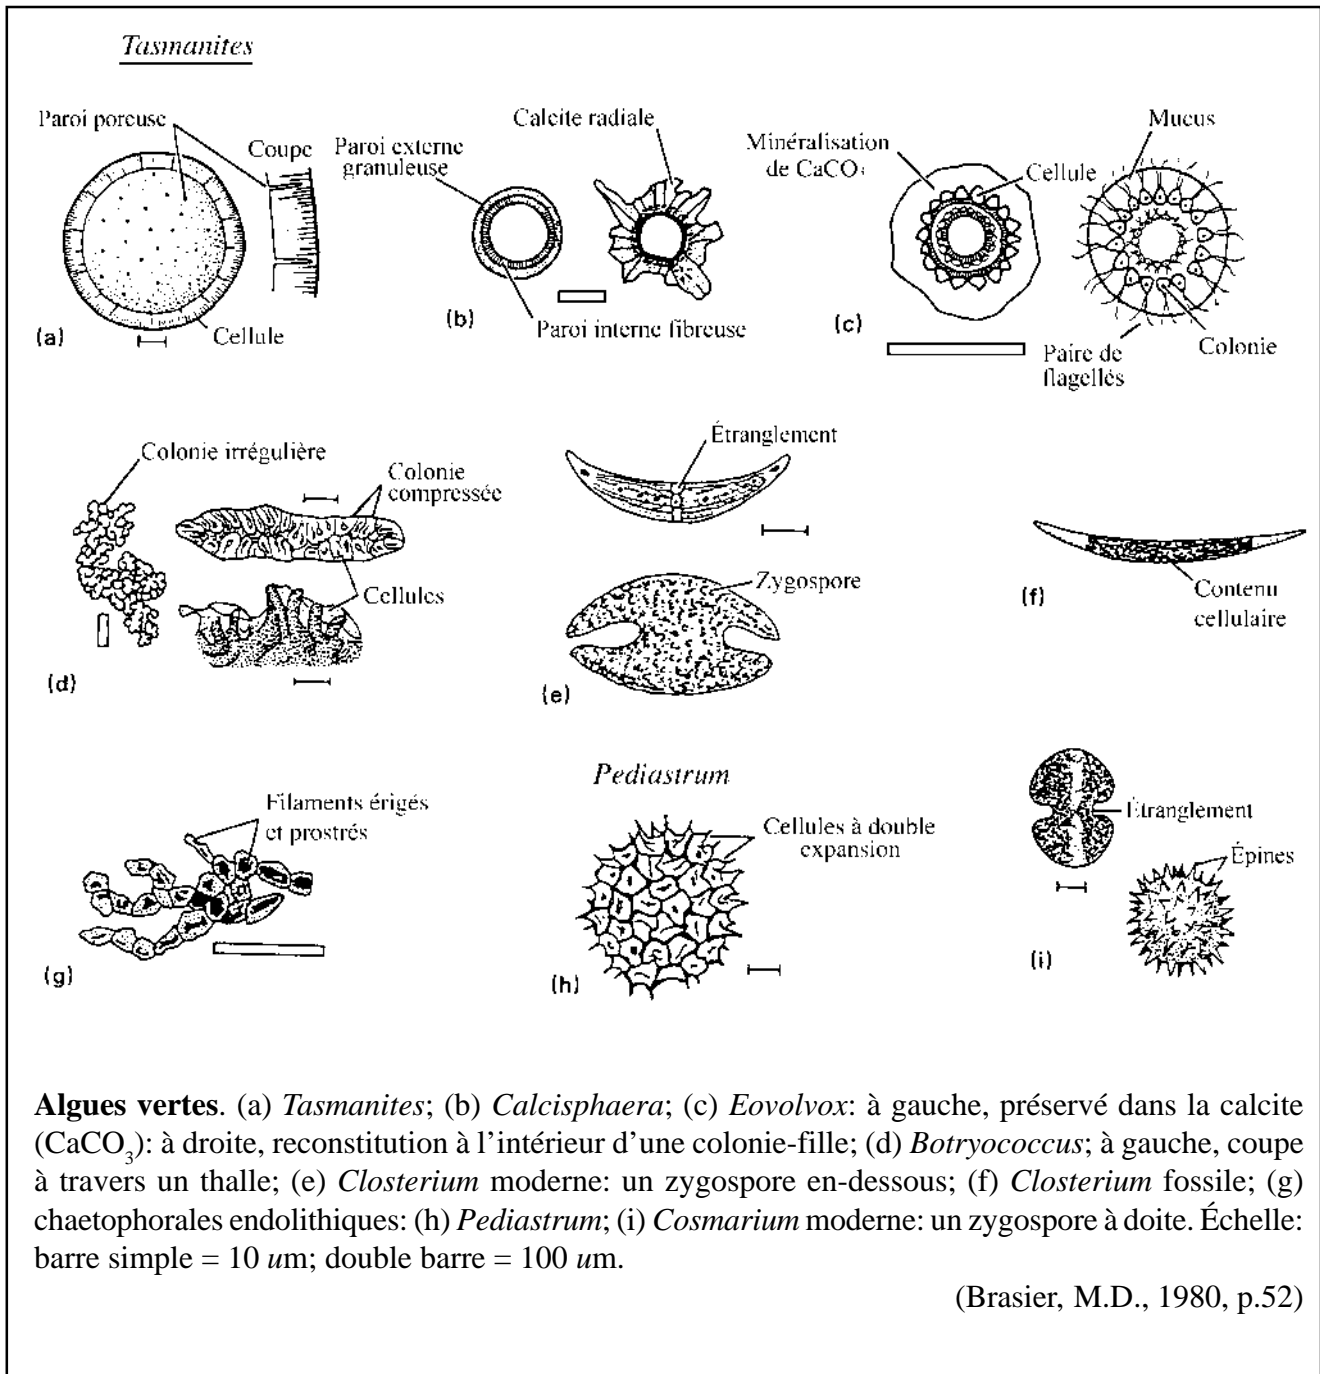 Tasmanites
Paroi poreuse
Coupe
Cellule
(a)
Paroi externe
granuleuse
Calcite radiale
Paroi interne fibreuse
(b)
Minéralisation
de CaCO₃
Cellule
Mucus
Paire de
flagellés
Colonie
(c)
Colonie irrégulière
Colonie
compressée
Cellules
(d)
Étranglement
Zygospore
(e)
Contenu
cellulaire
(f)
Filaments érigés
et prostrés
(g)
Pediastrum
Cellules à double
expansion
(h)
Étranglement
Épines
(i)
Algues vertes. (a) Tasmanites; (b) Calcisphaera; (c) Eovolvox: à gauche, préservé dans la calcite
(CaCO₃): à droite, reconstitution à l'intérieur d'une colonie-fille; (d) Botryococcus; à gauche, coupe
à travers un thalle; (e) Closterium moderne: un zygospore en-dessous; (f) Closterium fossile; (g)
chaetophorales endolithiques: (h) Pediastrum; (i) Cosmarium moderne: un zygospore à doite. Échelle:
barre simple = 10 um; double barre = 100 um.
(Brasier, M.D., 1980, p.52)